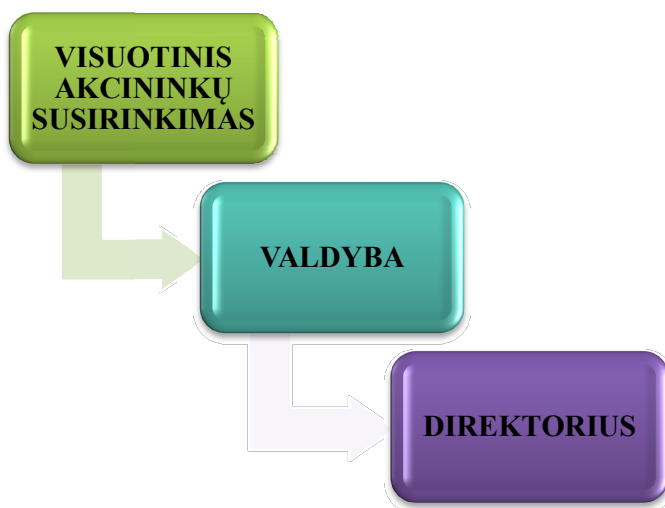 VISUOTINIS
AKCININKŲ
SUSIRINKIMAS
VALDYBA
DIREKTORIUS